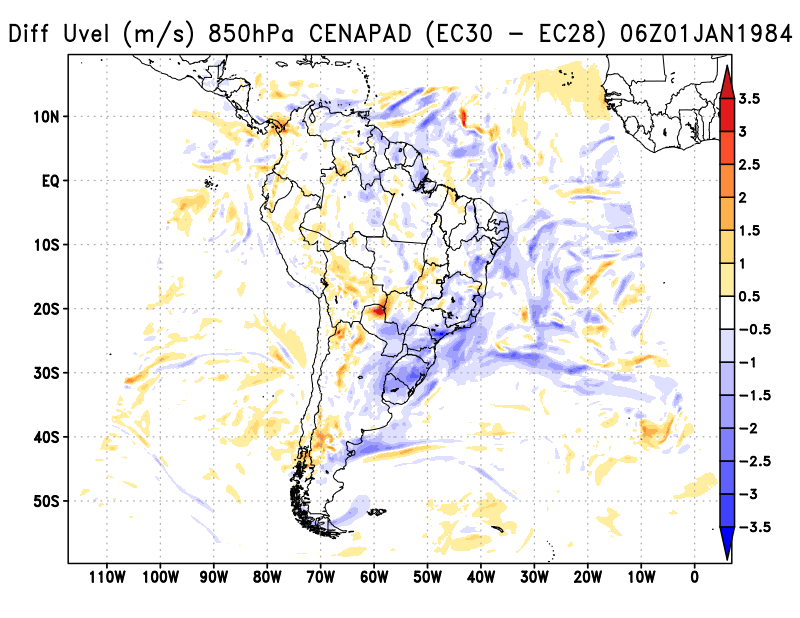 Diff Uvel (m/s) 850hPa CENAPAD (EC30 − EC28) 06Z01JAN1984
10N
EQ
10S
20S
30S
40S
50S
110W 100W 90W 80W 70W 60W 50W 40W 30W 20W 10W 0
3.5
3
2.5
2
1.5
1
0.5
−0.5
−1
−1.5
−2
−2.5
−3
−3.5